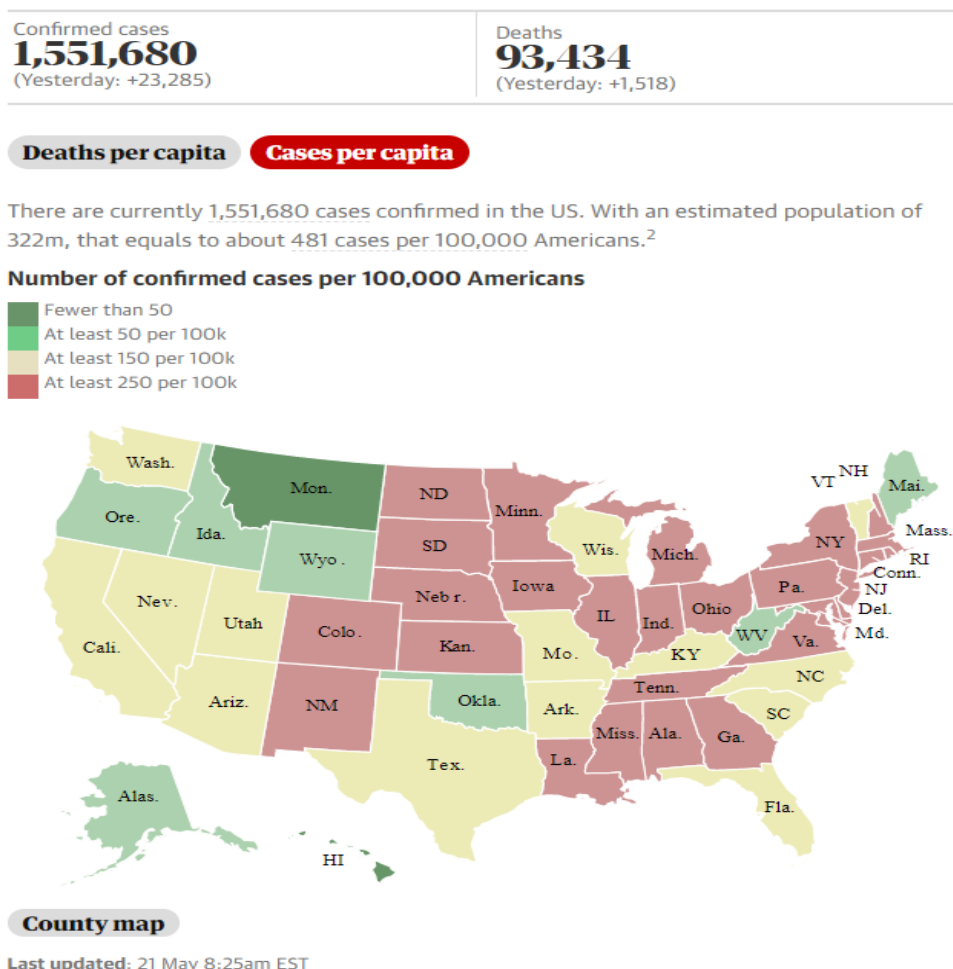 Confirmed cases
1,551,680
(Yesterday: +23,285)
Deaths
93,434
(Yesterday: +1,518)
Deaths per capita
Cases per capita
There are currently 1,551,680 cases confirmed in the US. With an estimated population of
322m, that equals to about 481 cases per 100,000 Americans.2
Number of confirmed cases per 100,000 Americans
Fewer than 50
At least 50 per 100k
At least 150 per 100k
At least 250 per 100k
Wash.
Mon.
ND
Minn.
VT
NH
Mai.
Ore.
Ida.
SD
Wis.
Mich.
NY
Mass.
RI
Conn.
Wyo .
Iowa
Neb r.
Pa.
NJ
Del.
Md.
Nev.
Utah
Colo.
Kan.
IL
Ind.
Ohio
WV
Va.
Cali.
Mo.
KY
NC
Ariz.
NM
Okla.
Ark.
Tenn.
SC
Tex.
La.
Miss.
Ala.
Ga.
Fla.
Alas.
HI
County map
Last updated: 21 May 8:25am EST